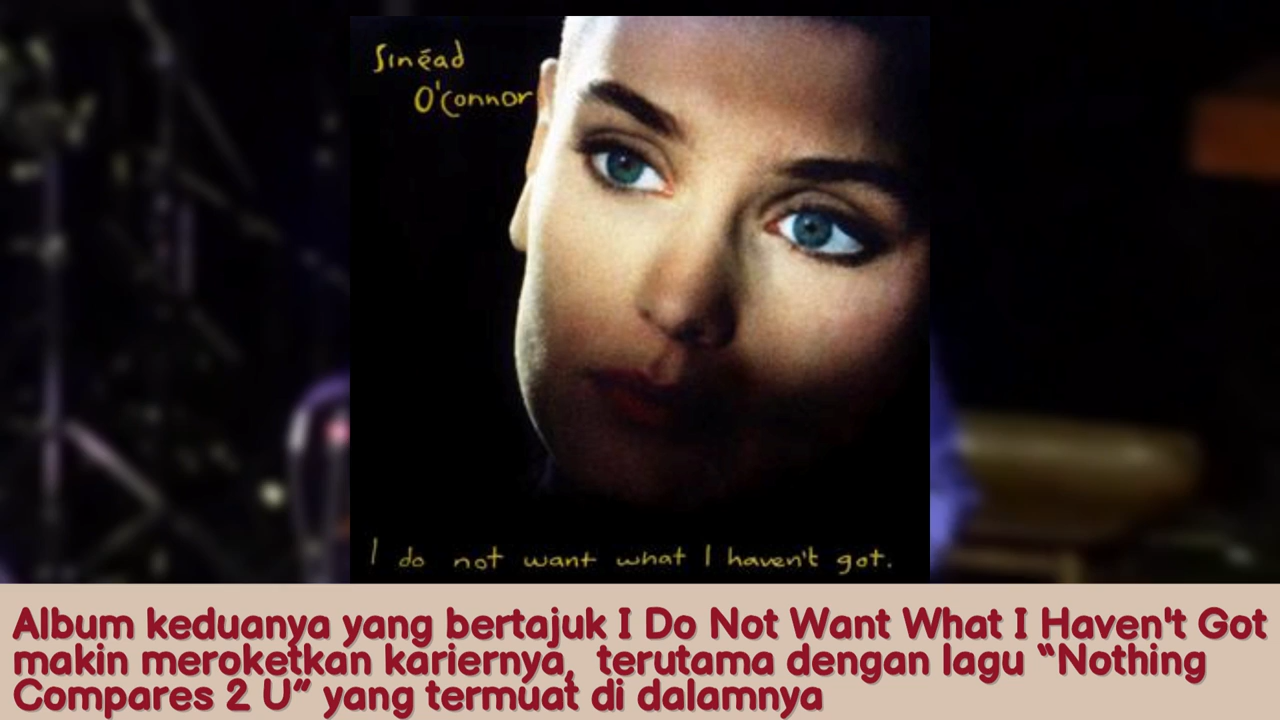 Sinéad
O'Connor
I do not want what I haven't got.
Album keduanya yang bertajuk I Do Not Want What I Haven't Got
makin meroketkan kariernya,  terutama dengan lagu “Nothing
Compares 2 U” yang termuat di dalamnya